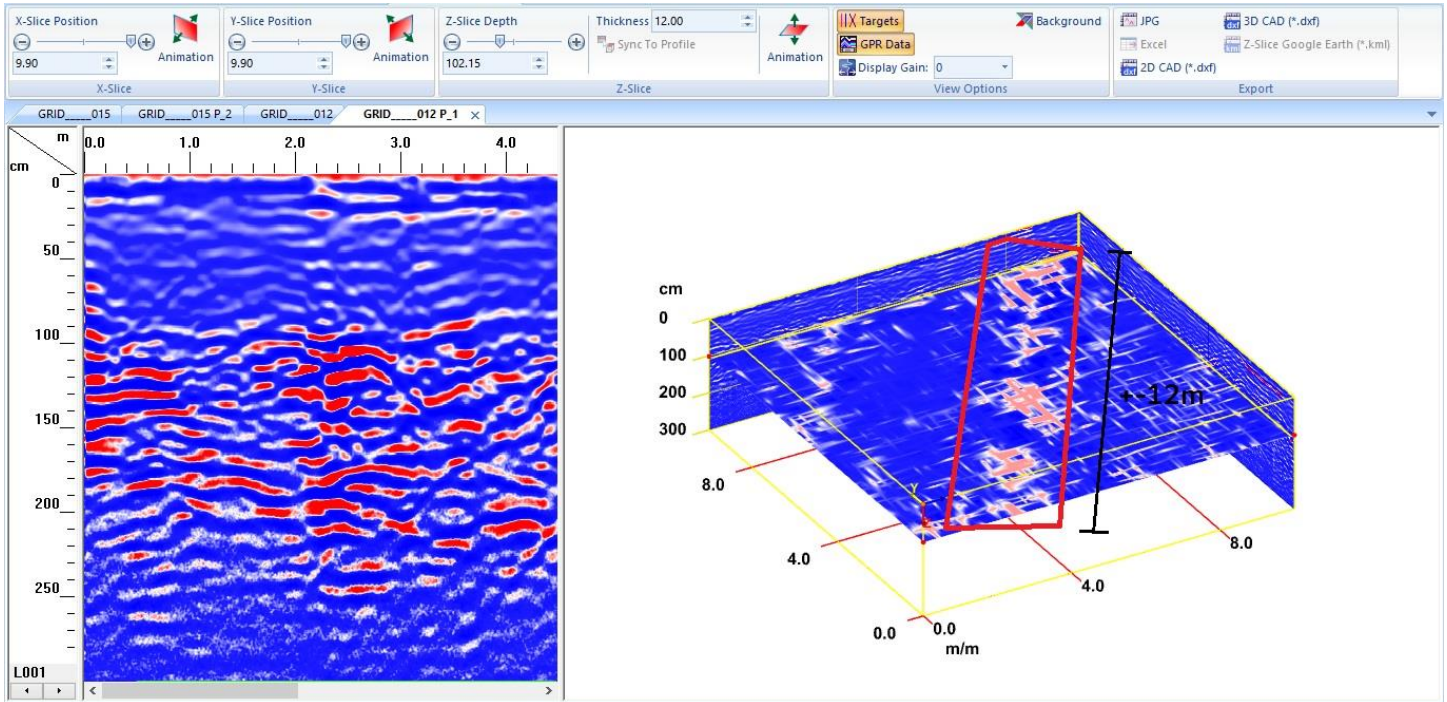 X-Slice Position
9.90
Animation
X-Slice
Y-Slice Position
9.90
Animation
Y-Slice
Z-Slice Depth
102.15
Thickness 12.00
Sync To Profile
Animation
Z-Slice
Targets
GPR Data
Display Gain: 0
Background
View Options
JPG
Excel
2D CAD (*.dxf)
3D CAD (*.dxf)
Z-Slice Google Earth (*.kml)
Export
GRID_____015
GRID_____015 P_2
GRID_____012
GRID_____012 P_1
m
cm
0.0 1.0 2.0 3.0 4.0
0
50
100
150
200
250
L001
cm
0
100
200
300
8.0
4.0
0.0
0.0
m/m
4.0
8.0
Y
+-12m